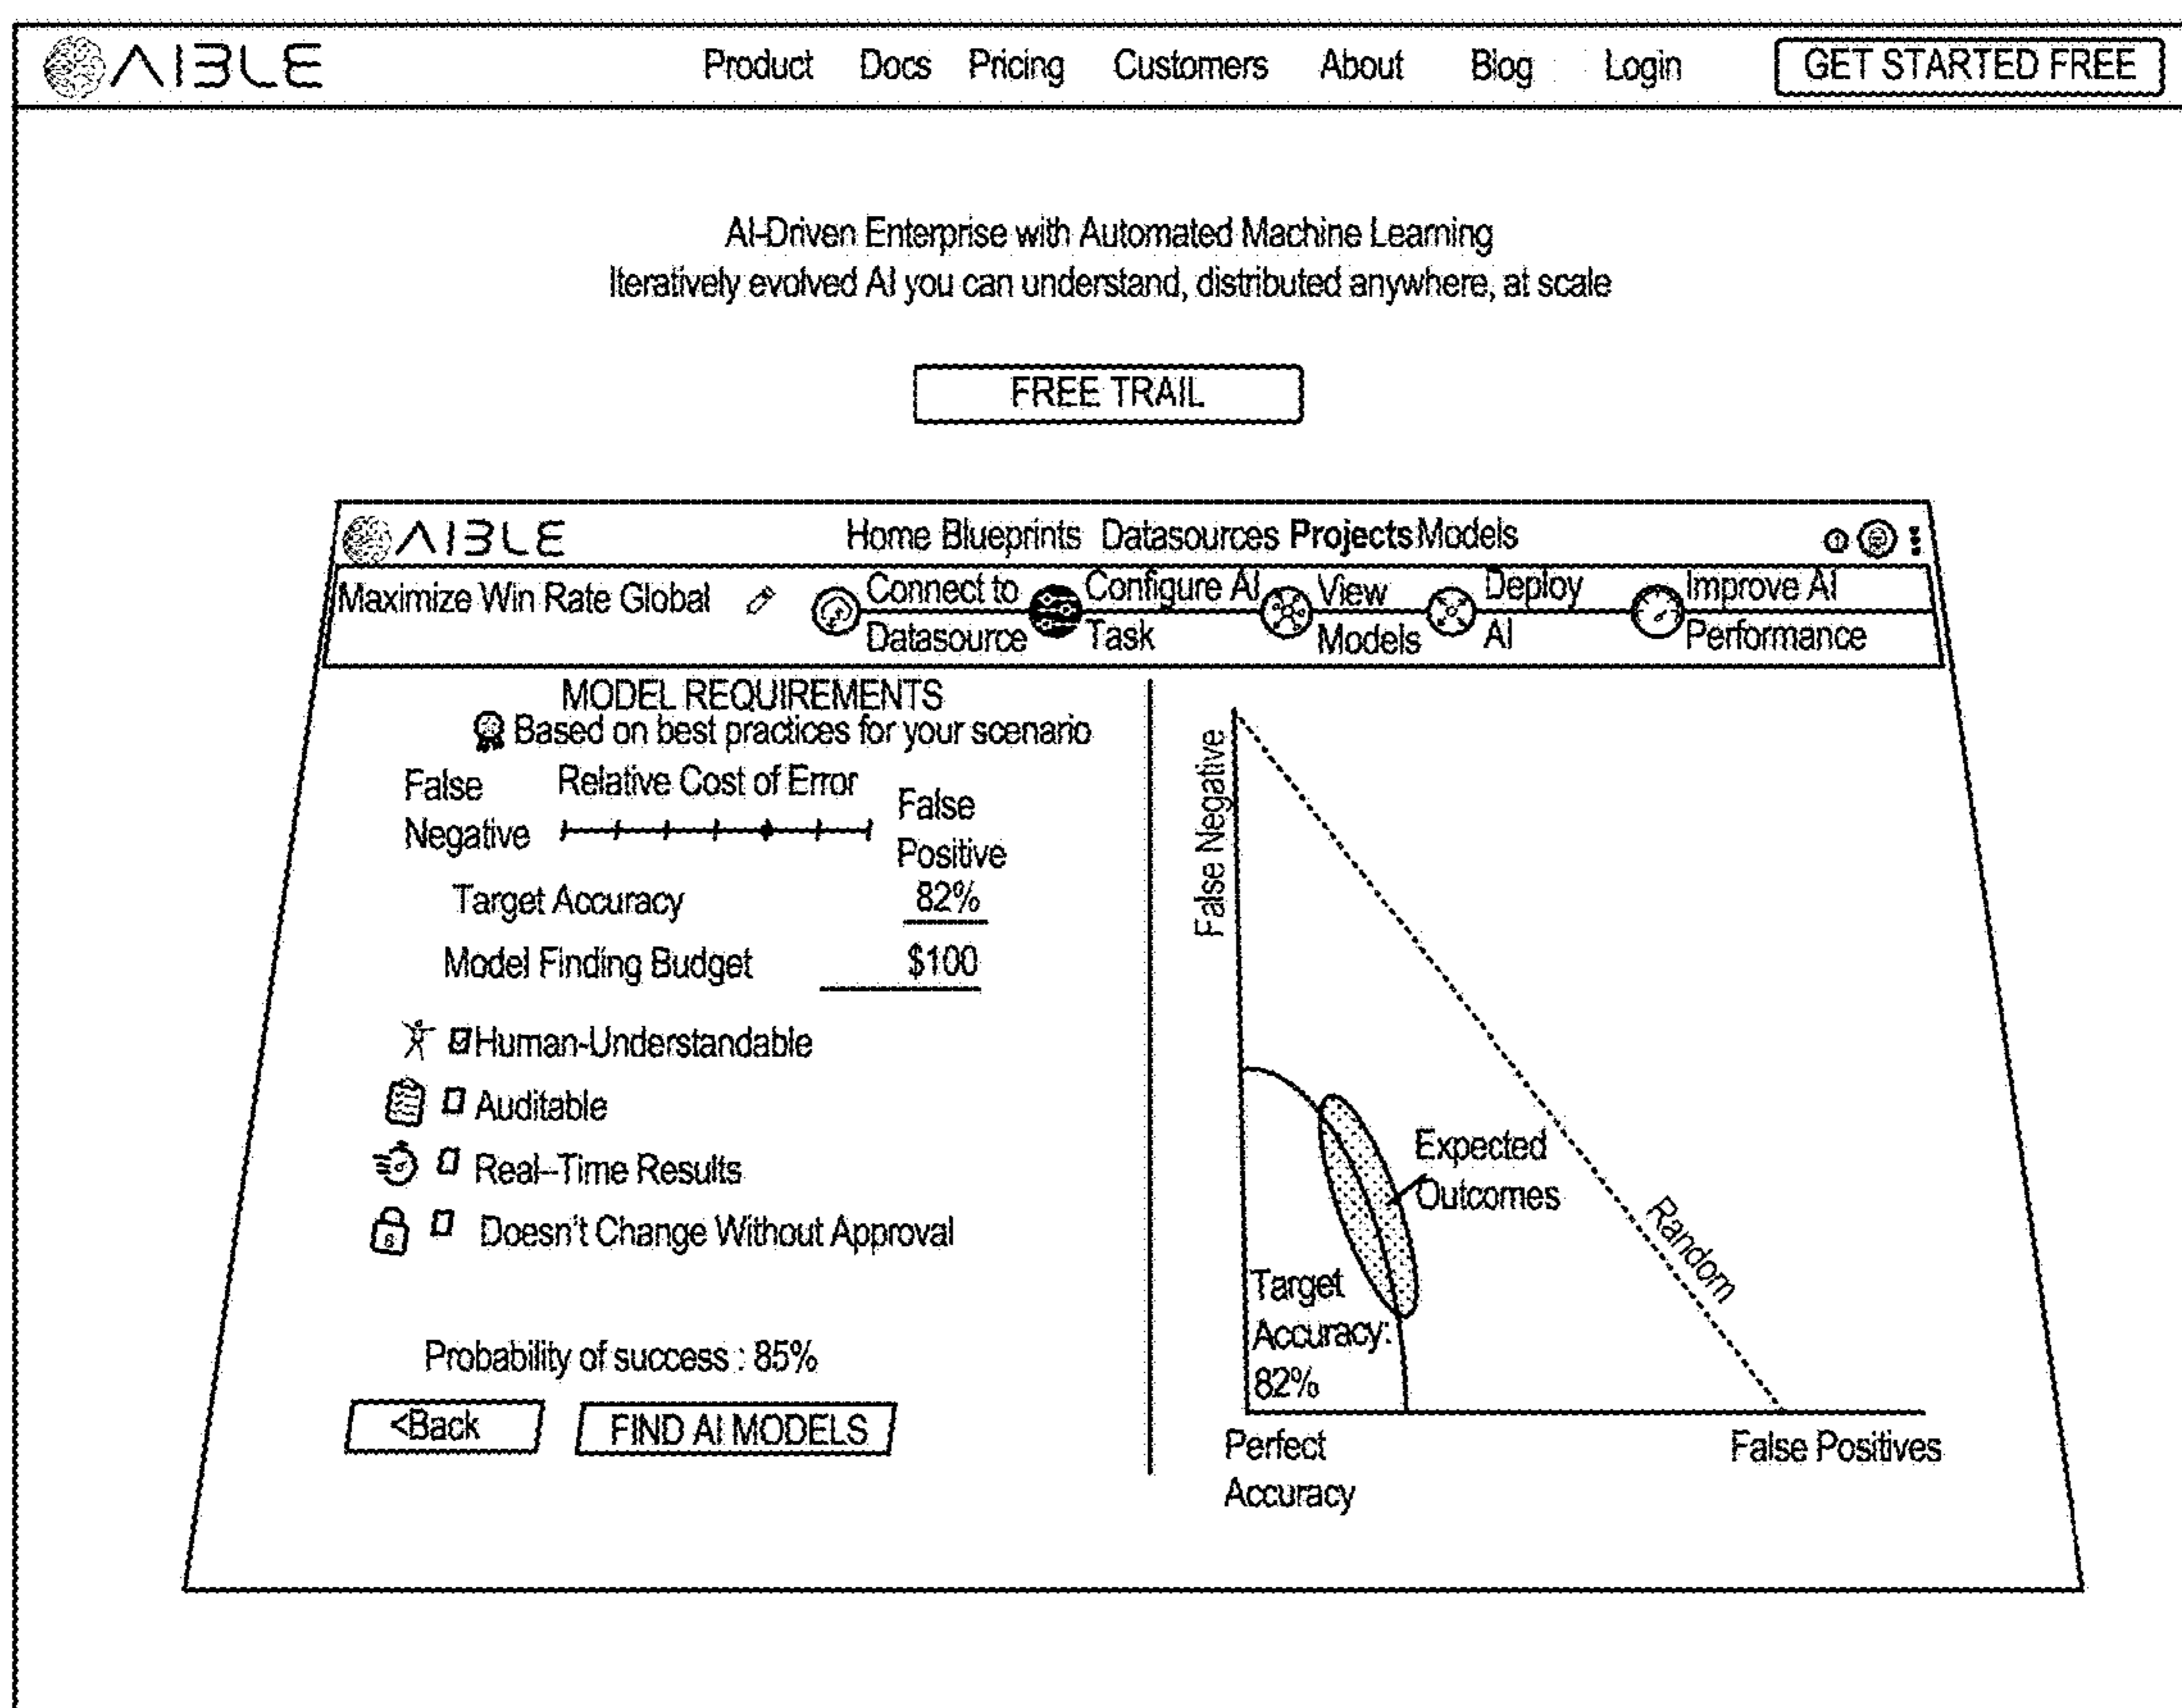 AIBLE
Product Docs Pricing Customers About Blog Login GET STARTED FREE
AI-Driven Enterprise with Automated Machine Learning
Iteratively evolved AI you can understand, distributed anywhere, at scale
FREE TRAIL
AIBLE
Home Blueprints Datasources Projects Models
Maximize Win Rate Global
Connect to
Datasource
Configure AI
Task
View
Models
Deploy
AI
Improve AI
Performance
MODEL REQUIREMENTS
Based on best practices for your scenario
False
Negative
Relative Cost of Error
False
Positive
Target Accuracy 82%
Model Finding Budget $100
Human-Understandable
Auditable
Real--Time Results
Doesn't Change Without Approval
Probability of success : 85%
<Back
FIND AI MODELS
False Negative
Expected
Outcomes
Random
Target
Accuracy:
82%
Perfect
Accuracy
False Positives